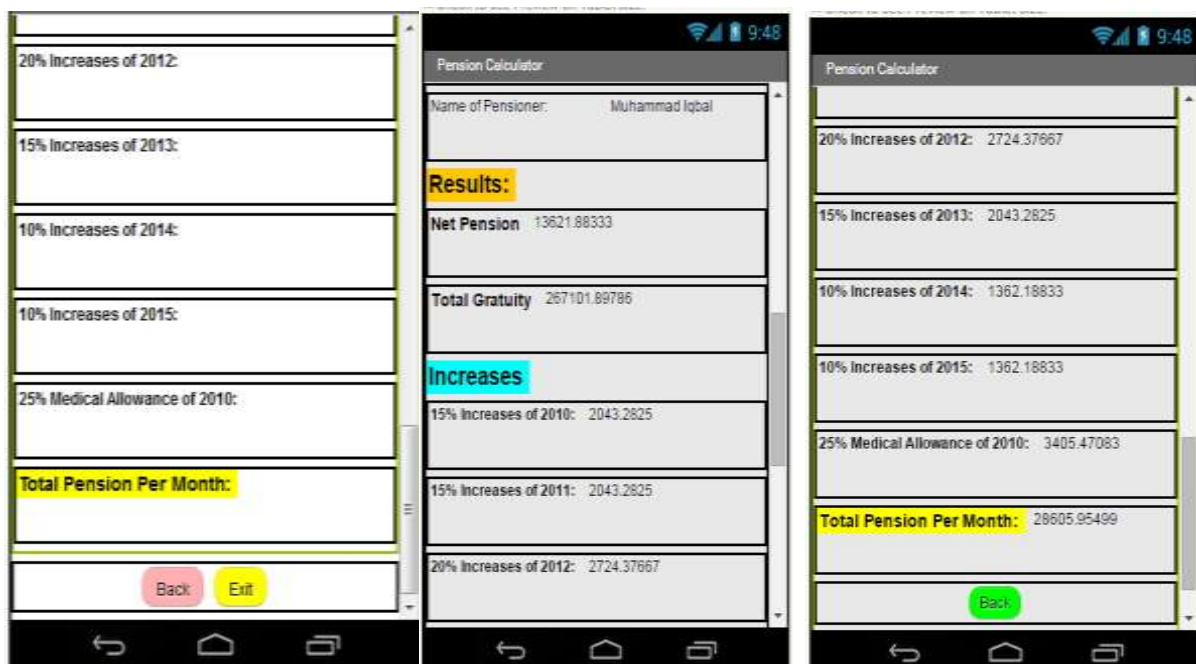 20% Increases of 2012:
15% Increases of 2013:
10% Increases of 2014:
10% Increases of 2015:
25% Medical Allowance of 2010:
Total Pension Per Month:
Back Exit
9:48
Pension Calculator
Name of Pensioner: Muhammad Iqbal
Results:
Net Pension 13621.88333
Total Gratuity 267101.89786
Increases
15% Increases of 2010: 2043.2825
15% Increases of 2011: 2043.2825
20% Increases of 2012: 2724.37667
9:48
Pension Calculator
20% Increases of 2012: 2724.37667
15% Increases of 2013: 2043.2825
10% Increases of 2014: 1362.18833
10% Increases of 2015: 1362.18833
25% Medical Allowance of 2010: 3405.47083
Total Pension Per Month: 28605.95499
Back